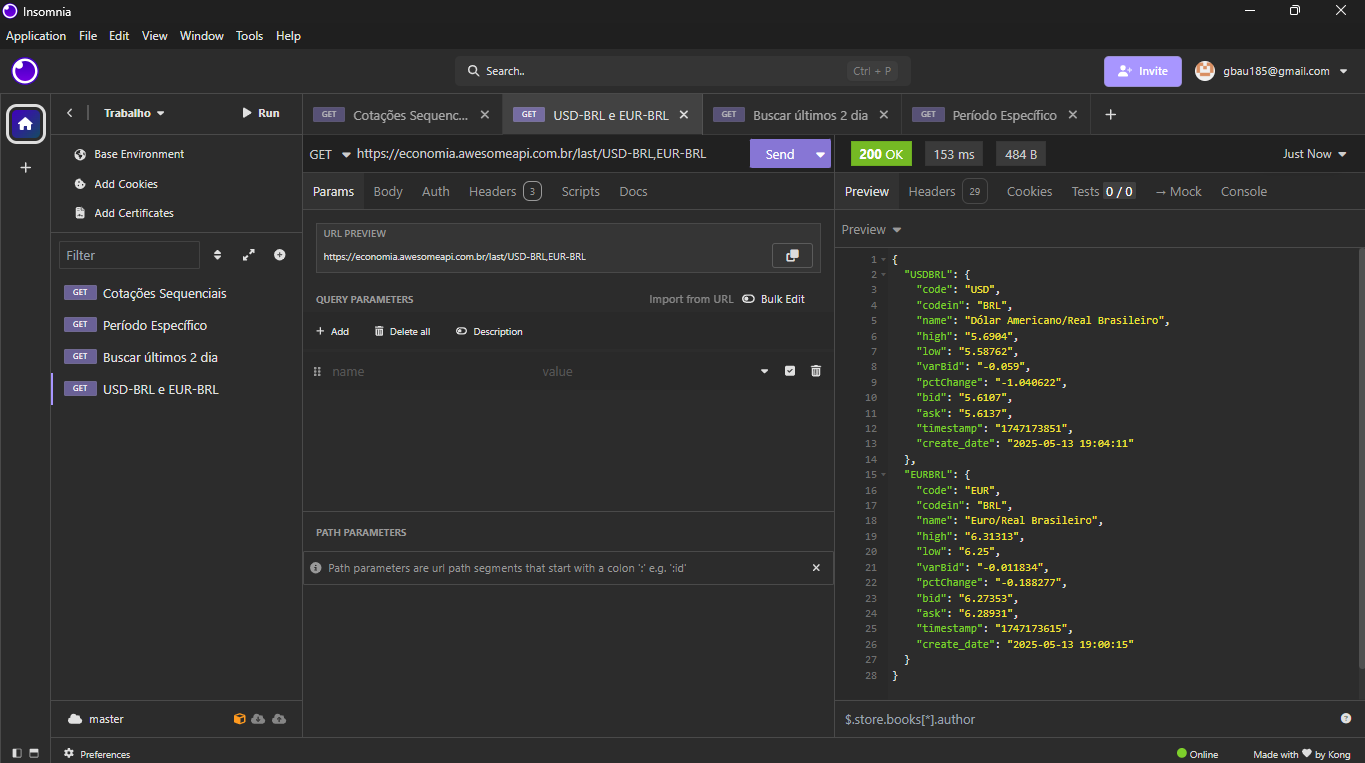 Insomnia
Application File Edit View Window Tools Help
Search.. Ctrl + P
Invite
gbau185@gmail.com
Trabalho
Run
GET Cotações Sequenc...
GET USD-BRL e EUR-BRL
GET Buscar últimos 2 dia
GET Período Específico
Base Environment
Add Cookies
Add Certificates
Filter
GET Cotações Sequenciais
GET Período Específico
GET Buscar últimos 2 dia
GET USD-BRL e EUR-BRL
master
GET https://economia.awesomeapi.com.br/last/USD-BRL,EUR-BRL
Send
Params Body Auth Headers 3 Scripts Docs
URL PREVIEW
https://economia.awesomeapi.com.br/last/USD-BRL,EUR-BRL
QUERY PARAMETERS Import from URL Bulk Edit
Add Delete all Description
name value
PATH PARAMETERS
Path parameters are url path segments that start with a colon ':' e.g. ':id'
200 OK 153 ms 484 B Just Now
Preview Headers 29 Cookies Tests 0 / 0 → Mock Console
Preview
1 {
2 "USDBRL": {
3 "code": "USD",
4 "codein": "BRL",
5 "name": "Dólar Americano/Real Brasileiro",
6 "high": "5.6904",
7 "low": "5.58762",
8 "varBid": "-0.059",
9 "pctChange": "-1.040622",
10 "bid": "5.6107",
11 "ask": "5.6137",
12 "timestamp": "1747173851",
13 "create_date": "2025-05-13 19:04:11"
14 },
15 "EURBRL": {
16 "code": "EUR",
17 "codein": "BRL",
18 "name": "Euro/Real Brasileiro",
19 "high": "6.31313",
20 "low": "6.25",
21 "varBid": "-0.011834",
22 "pctChange": "-0.188277",
23 "bid": "6.27353",
24 "ask": "6.28931",
25 "timestamp": "1747173615",
26 "create_date": "2025-05-13 19:00:15"
27 }
28 }
$.store.books[*].author
Preferences
Online
Made with ♥ by Kong